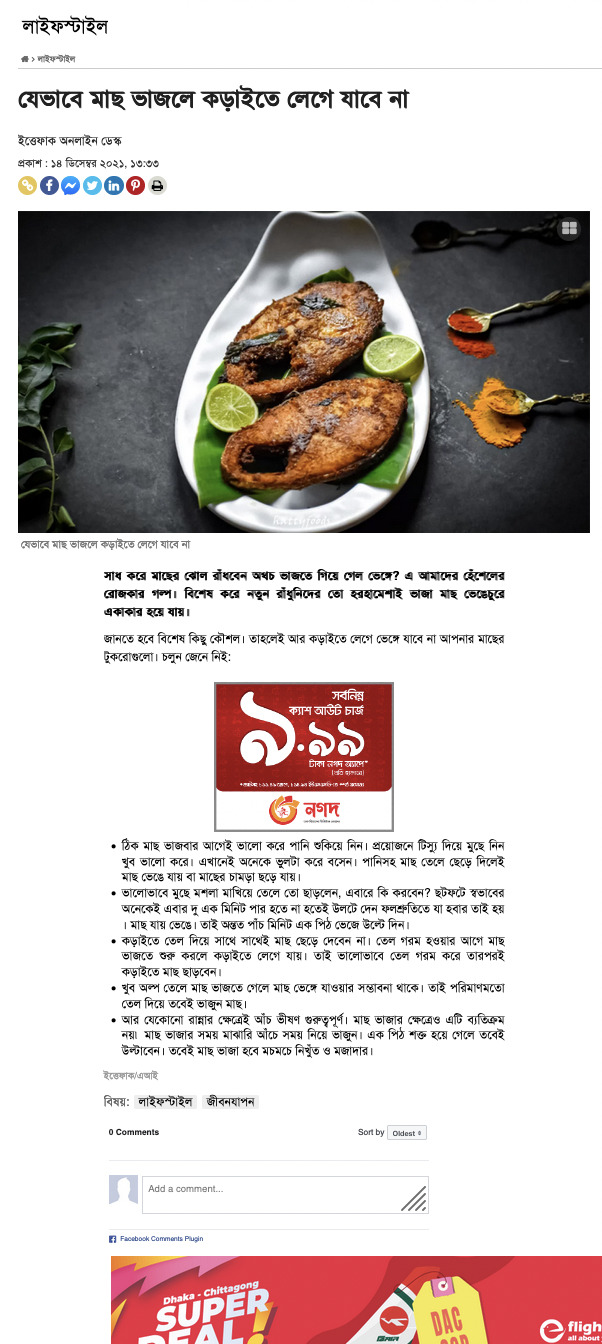 লাইফস্টাইল
› লাইফস্টাইল
যেভাবে মাছ ভাজলে কড়াইতে লেগে যাবে না
ইত্তেফাক অনলাইন ডেস্ক
প্রকাশ : ১৪ ডিসেম্বর ২০২১, ১৩:৩৩
যেভাবে মাছ ভাজলে কড়াইতে লেগে যাবে না
সাধ করে মাছের ঝোল রাঁধবেন অথচ ভাজতে গিয়ে গেল ভেঙ্গে? এ আমাদের হেঁশেলের
রোজকার গল্প। বিশেষ করে নতুন রাঁধুনিদের তো হরহামেশাই ভাজা মাছ ভেঙেচুরে
একাকার হয়ে যায়।
জানতে হবে বিশেষ কিছু কৌশল। তাহলেই আর কড়াইতে লেগে ভেঙ্গে যাবে না আপনার মাছের
টুকরোগুলো। চলুন জেনে নিই:
সর্বনিম্ন
ক্যাশ আউট চার্জ
৯.৯৯
টাকা নগদ অ্যাপে*
(প্রতি হাজারে)
নগদ
• ঠিক মাছ ভাজবার আগেই ভালো করে পানি শুকিয়ে নিন। প্রয়োজনে টিস্যু দিয়ে মুছে নিন
খুব ভালো করে। এখানেই অনেকে ভুলটা করে বসেন। পানিসহ মাছ তেলে ছেড়ে দিলেই
মাছ ভেঙে যায় বা মাছের চামড়া ছড়ে যায়।
• ভালোভাবে মুছে মশলা মাখিয়ে তেলে তো ছাড়লেন, এবারে কি করবেন? ছটফটে স্বভাবের
অনেকেই এবার দু এক মিনিট পার হতে না হতেই উলটে দেন ফলশ্রুতিতে যা হবার তাই হয়
। মাছ যায় ভেঙে। তাই অন্তত পাঁচ মিনিট এক পিঠ ভেজে উল্টে দিন।
• কড়াইতে তেল দিয়ে সাথে সাথেই মাছ ছেড়ে দেবেন না। তেল গরম হওয়ার আগে মাছ
ভাজতে শুরু করলে কড়াইতে লেগে যায়। তাই ভালোভাবে তেল গরম করে তারপরই
কড়াইতে মাছ ছাড়বেন।
• খুব অল্প তেলে মাছ ভাজতে গেলে মাছ ভেঙ্গে যাওয়ার সম্ভাবনা থাকে। তাই পরিমাণমতো
তেল দিয়ে তবেই ভাজুন মাছ।
• আর যেকোনো রান্নার ক্ষেত্রেই আঁচ ভীষণ গুরুত্বপূর্ণ। মাছ ভাজার ক্ষেত্রেও এটি ব্যতিক্রম
নয়৷ মাছ ভাজার সময় মাঝারি আঁচে সময় নিয়ে ভাজুন। এক পিঠ শক্ত হয়ে গেলে তবেই
উল্টাবেন। তবেই মাছ ভাজা হবে মচমচে নিখুঁত ও মজাদার।
ইত্তেফাক/এআই
বিষয়: লাইফস্টাইল জীবনযাপন
0 Comments Sort by Oldest
Add a comment...
Facebook Comments Plugin
Dhaka - Chittagong
SUPER
DEAL!
DAC
fligh
all about